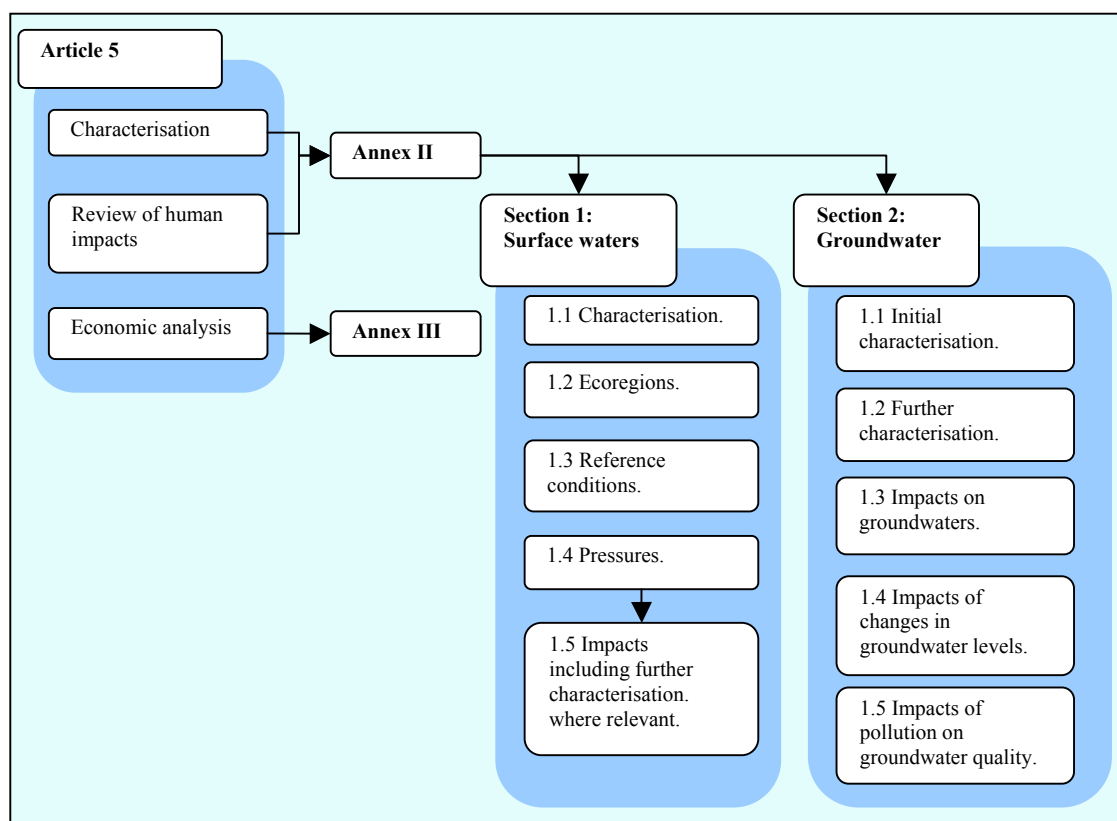 Article 5
Characterisation
Review of human
impacts
Economic analysis
Annex II
Annex III
Section 1:
Surface waters
1.1 Characterisation.
1.2 Ecoregions.
1.3 Reference
conditions.
1.4 Pressures.
1.5 Impacts
including further
characterisation.
where relevant.
Section 2:
Groundwater
1.1 Initial
characterisation.
1.2 Further
characterisation.
1.3 Impacts on
groundwaters.
1.4 Impacts of
changes in
groundwater levels.
1.5 Impacts of
pollution on
groundwater quality.